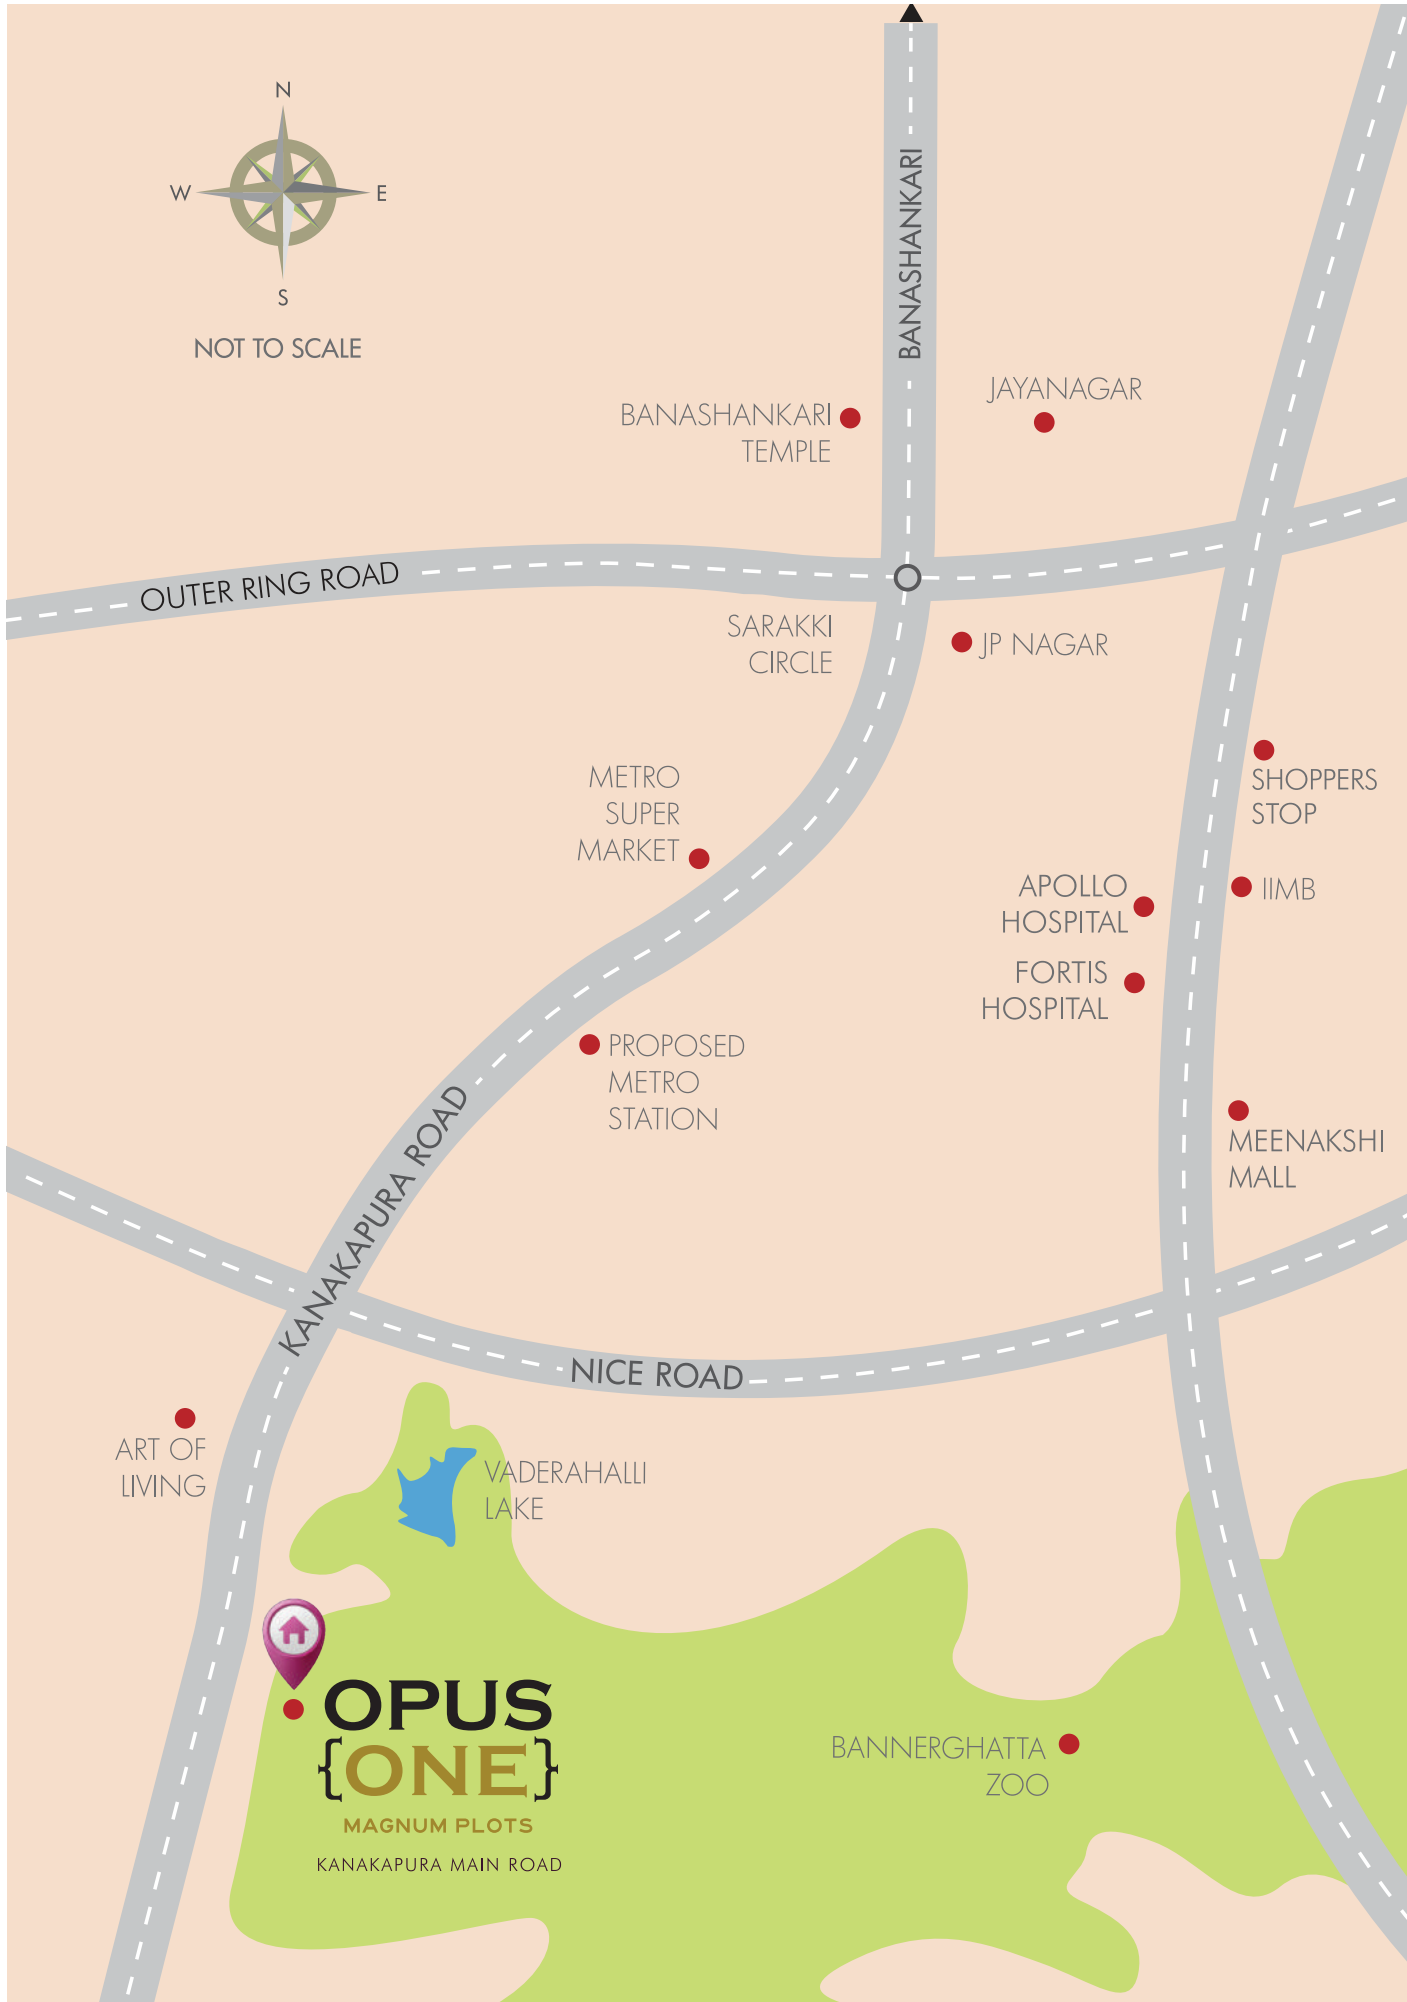 N
W
E
S
NOT TO SCALE
BANASHANKARI
JAYANAGAR
BANASHANKARI
TEMPLE
OUTER RING ROAD
SARAKKI
CIRCLE
JP NAGAR
METRO
SUPER
MARKET
SHOPPERS
STOP
APOLLO
HOSPITAL
IIMB
FORTIS
HOSPITAL
PROPOSED
METRO
STATION
KANAKAPURA ROAD
MEENAKSHI
MALL
NICE ROAD
ART OF
LIVING
VADERAHALLI
LAKE
OPUS
{ONE}
MAGNUM PLOTS
KANAKAPURA MAIN ROAD
BANNERGHATTA
ZOO